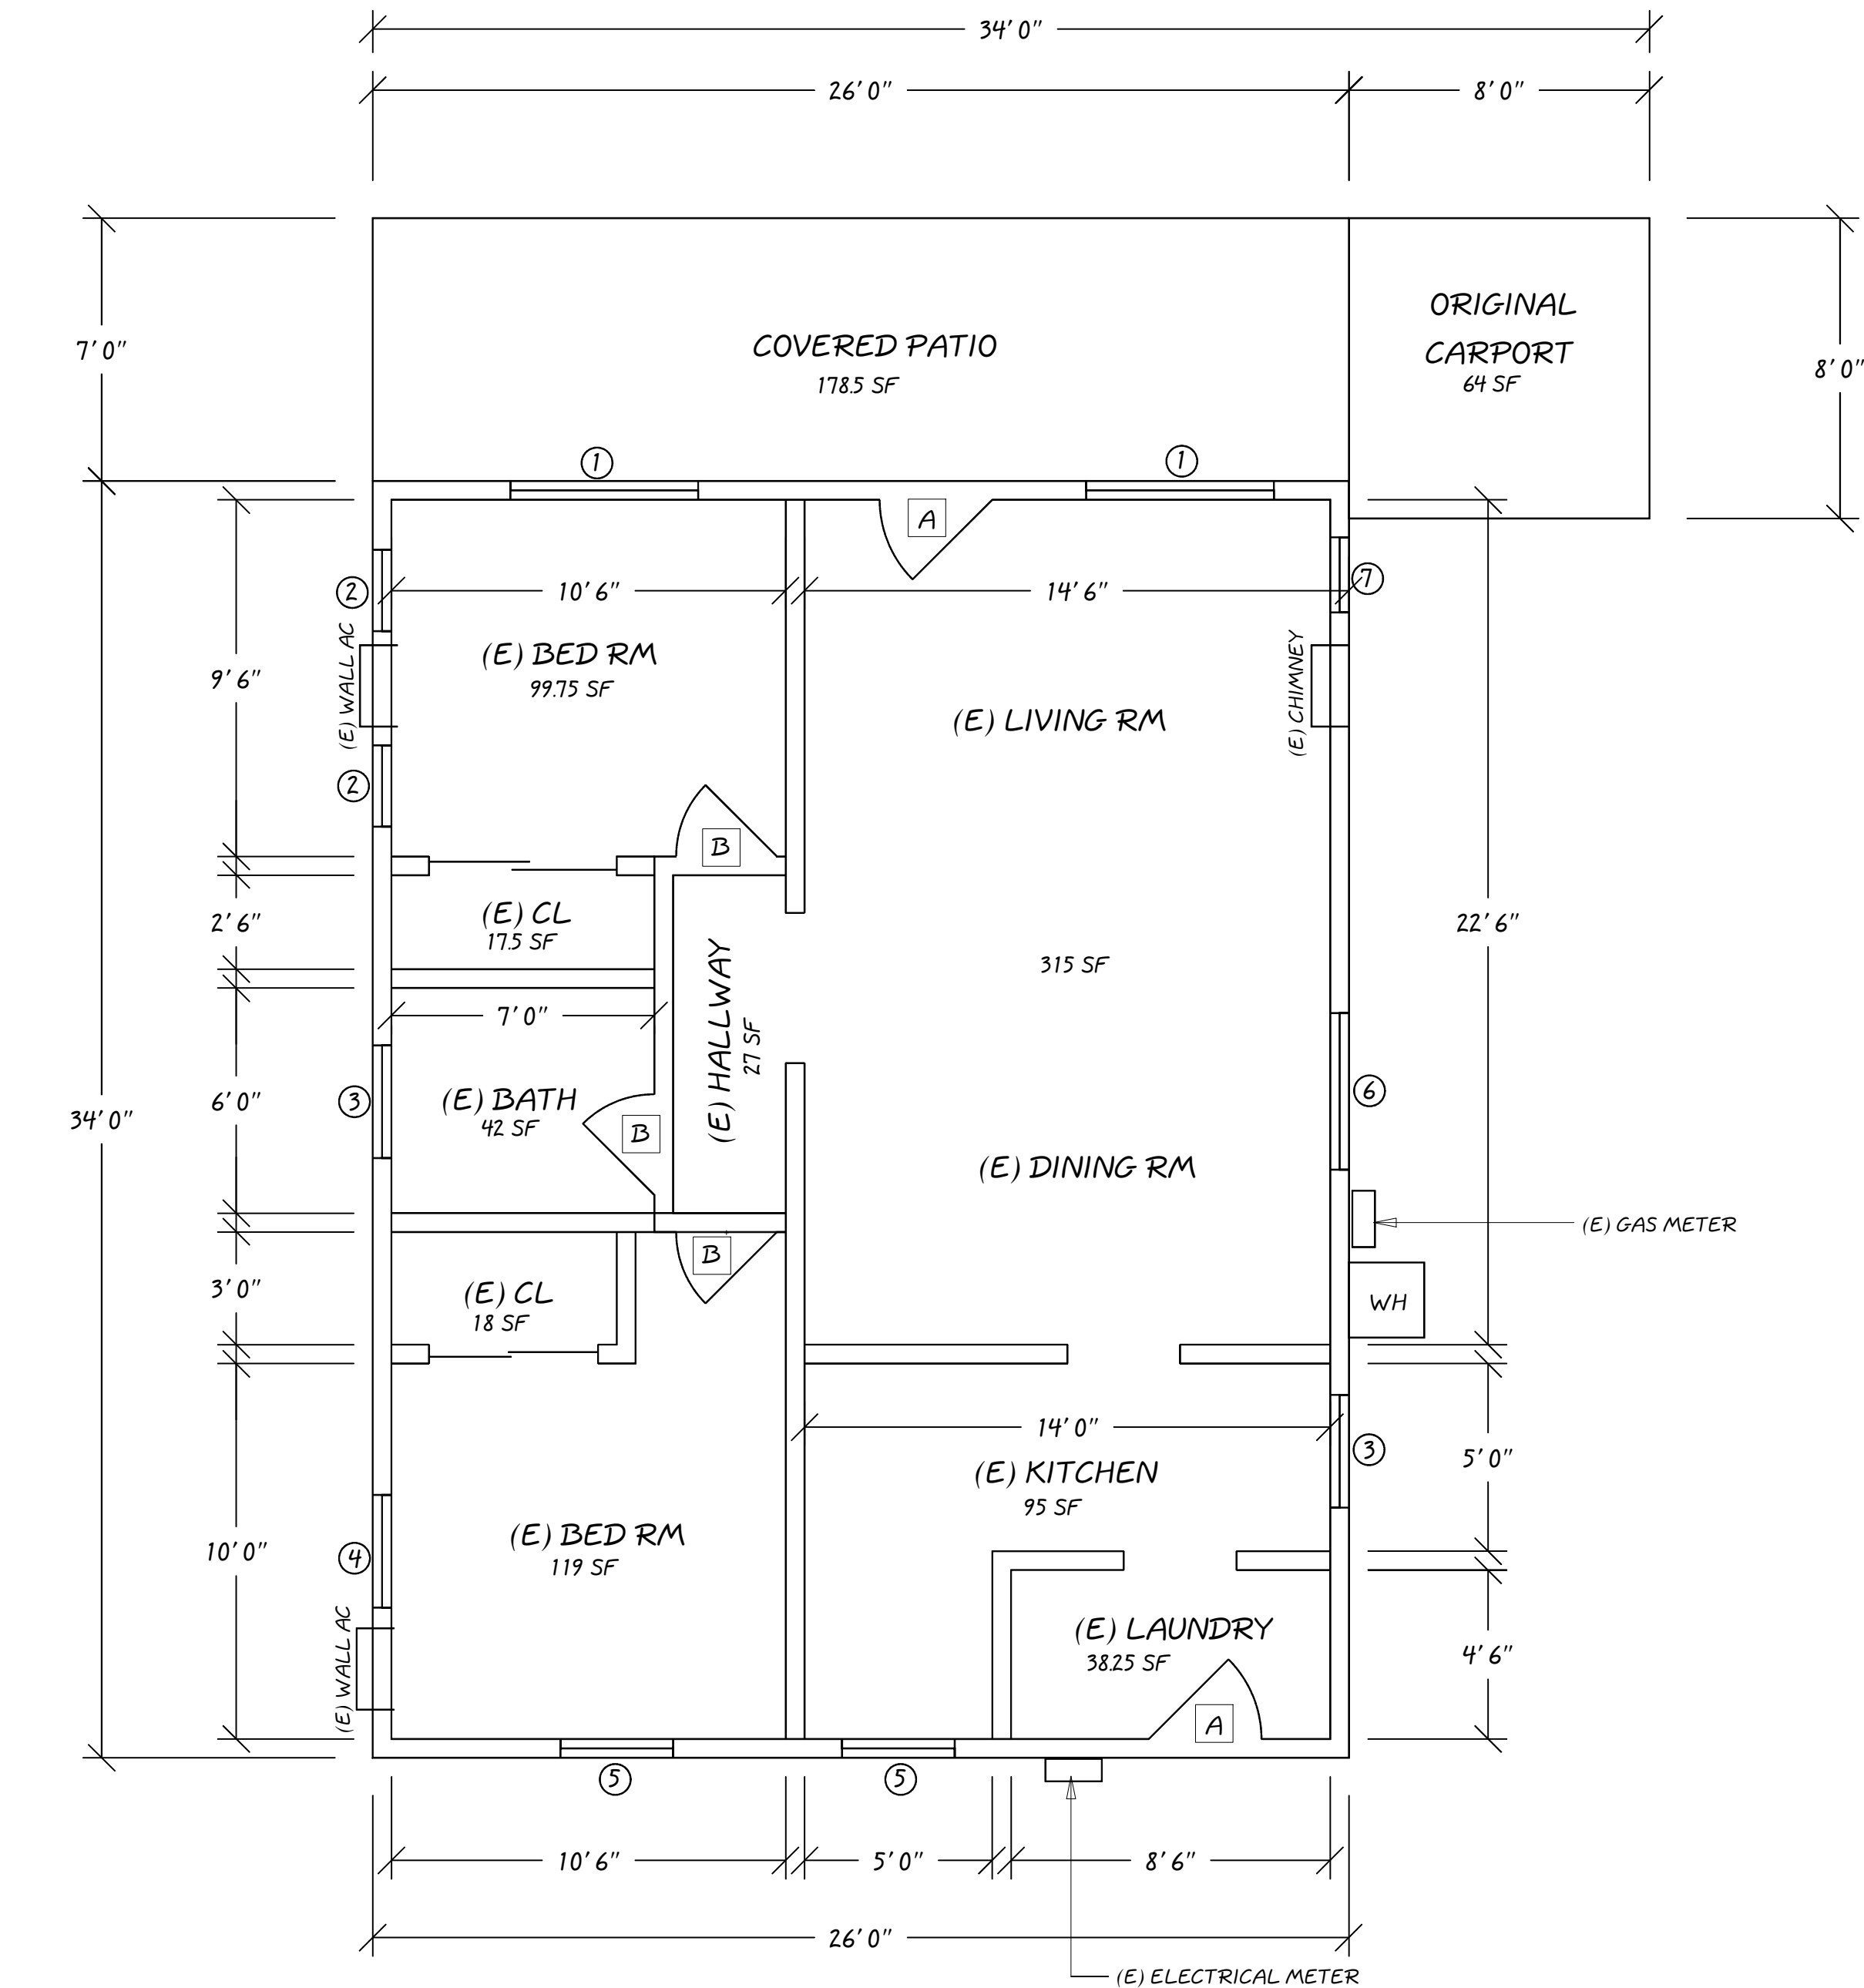 34'0"
26'0"
8'0"
ORIGINAL
CARPORT
64 SF
COVERED PATIO
178.5 SF
7'0"
8'0"
1
1
A
2
10'6"
14'6"
7
(E) WALL AC
(E) BED RM
99.75 SF
9'6"
(E) CHIMNEY
(E) LIVING RM
2
B
(E) CL
17.5 SF
2'6"
22'6"
315 SF
7'0"
(E) HALLWAY
27 SF
3
6'0"
(E) BATH
42 SF
B
34'0"
6
(E) DINING RM
(E) GAS METER
B
3'0"
(E) CL
18 SF
WH
14'0"
3
5'0"
(E) KITCHEN
95 SF
4
10'0"
(E) BED RM
119 SF
(E) LAUNDRY
38.25 SF
4'6"
(E) WALL AC
A
5
5
10'6"
5'0"
8'6"
26'0"
(E) ELECTRICAL METER